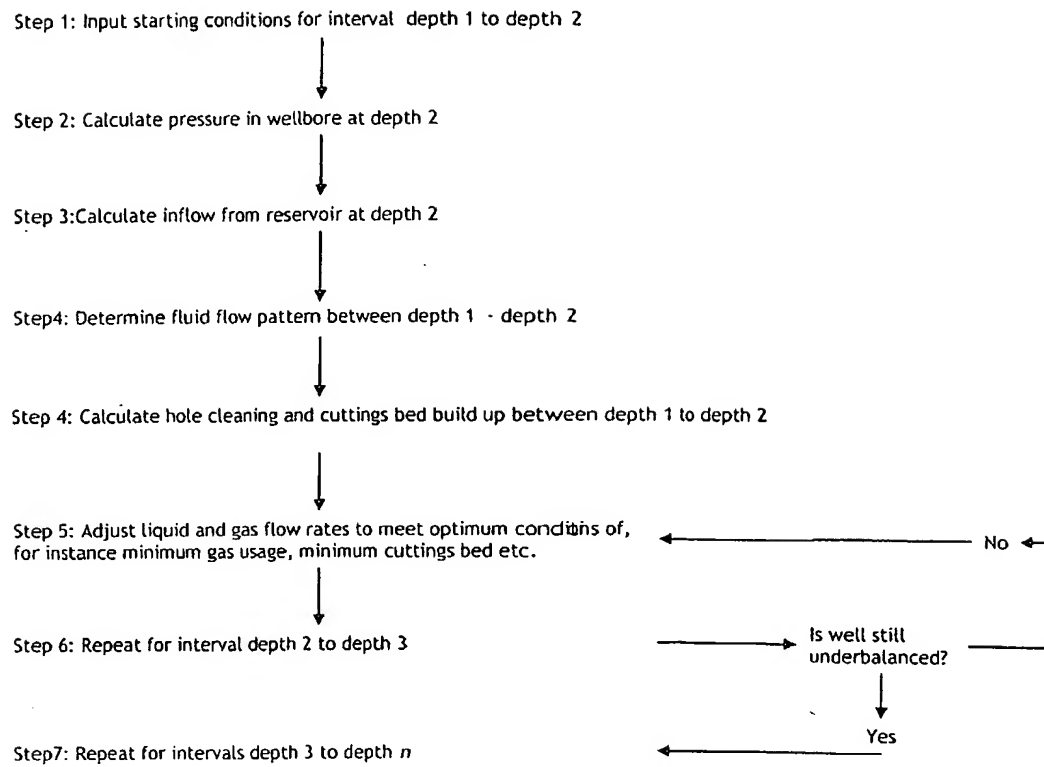 Step 1: Input starting conditions for interval depth 1 to depth 2
Step 2: Calculate pressure in wellbore at depth 2
Step 3:Calculate inflow from reservoir at depth 2
Step4: Determine fluid flow pattern between depth 1 - depth 2
Step 4: Calculate hole cleaning and cuttings bed build up between depth 1 to depth 2
Step 5: Adjust liquid and gas flow rates to meet optimum conditions of,
for instance minimum gas usage, minimum cuttings bed etc.
No
Step 6: Repeat for interval depth 2 to depth 3
Is well still
underbalanced?
Yes
Step7: Repeat for intervals depth 3 to depth n